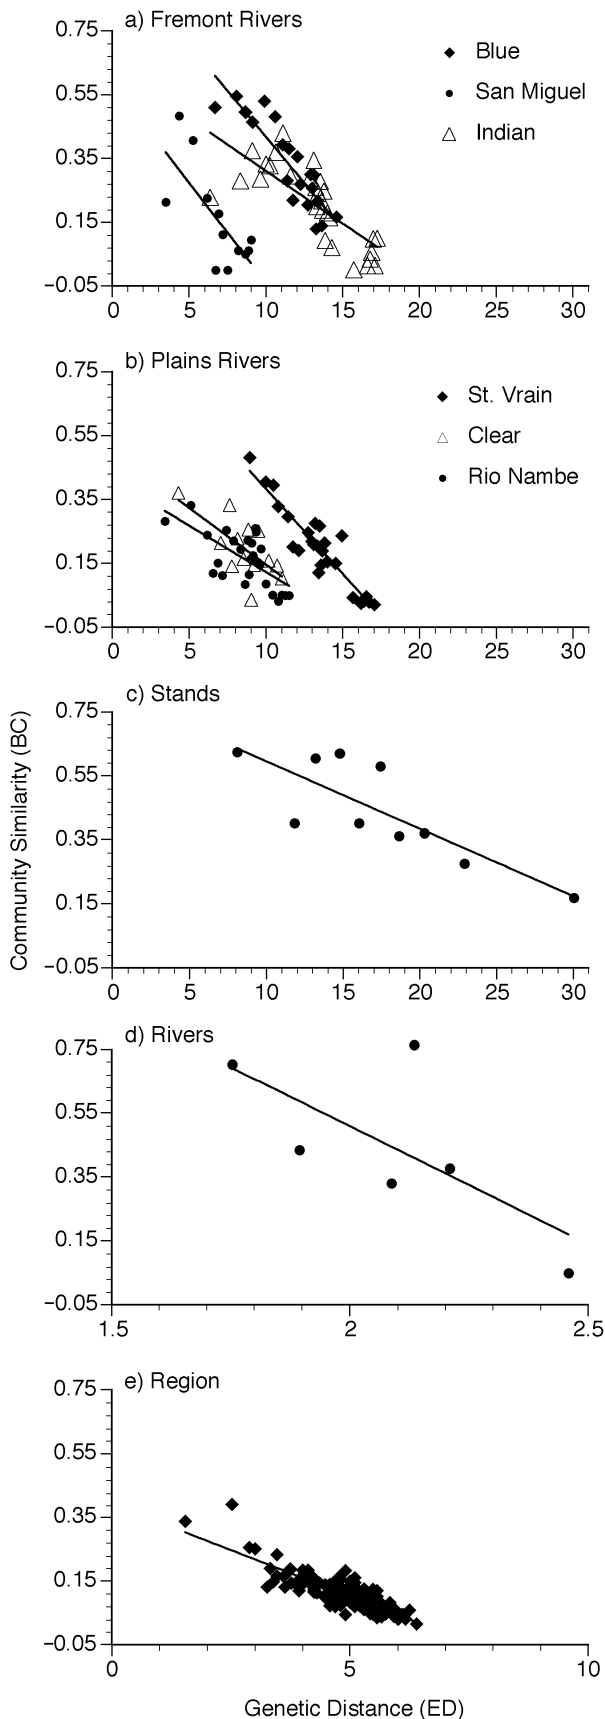 a) Fremont Rivers
0.75
0.55
0.35
0.15
−0.05
Blue
San Miguel
Indian
0 5 10 15 20 25 30
b) Plains Rivers
0.75
0.55
0.35
0.15
−0.05
St. Vrain
Clear
Rio Nambe
0 5 10 15 20 25 30
c) Stands
0.75
0.55
0.35
0.15
−0.05
0 5 10 15 20 25 30
Community Similarity (BC)
d) Rivers
0.75
0.55
0.35
0.15
−0.05
1.5 2 2.5
e) Region
0.75
0.55
0.35
0.15
−0.05
0 5 10
Genetic Distance (ED)